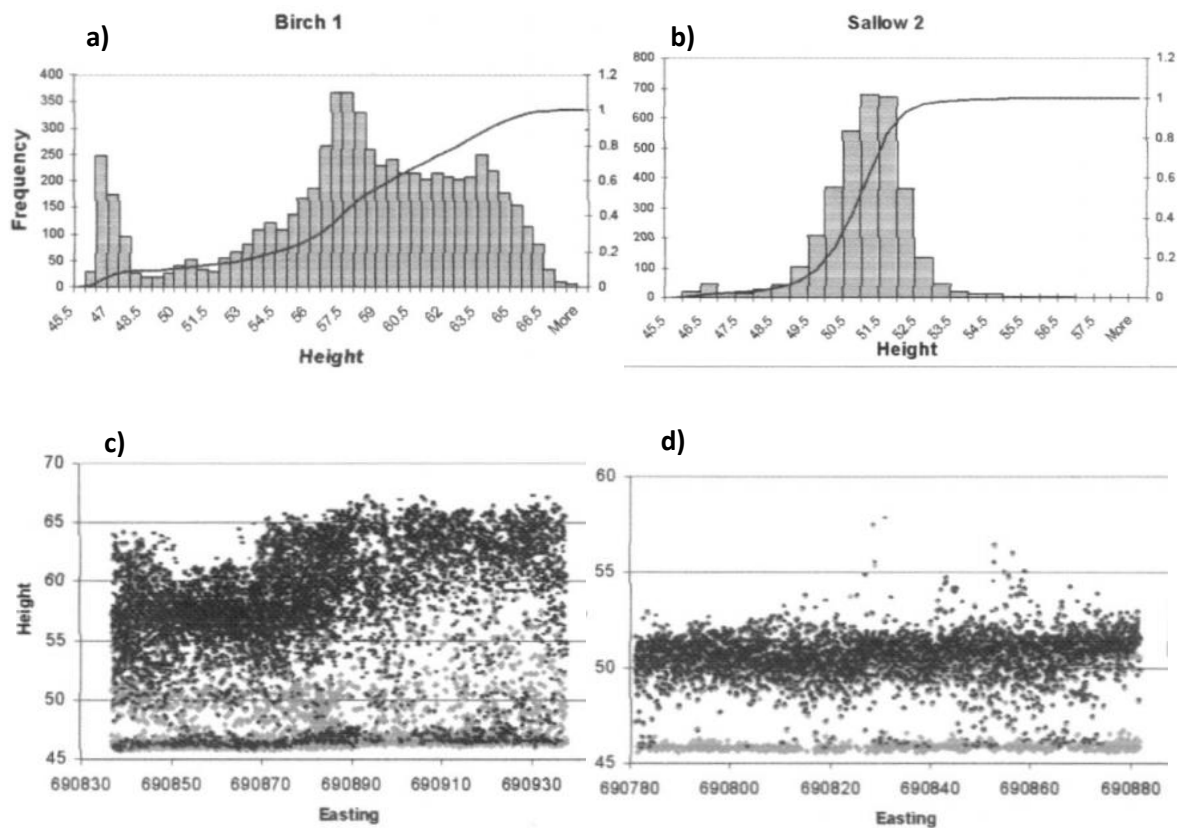 a) Birch 1
400 350 300 250 200 150 100 50 0
Frequency
1.2 1 0.8 0.6 0.4 0.2 0
45.5 47 48.5 50 51.5 53 54.5 56 57.5 59 60.5 62 63.5 65 66.5 More
Height
b) Sallow 2
800 700 600 500 400 300 200 100 0
1.2 1 0.8 0.6 0.4 0.2 0
45.5 46.5 47.5 48.5 49.5 50.5 51.5 52.5 53.5 54.5 55.5 56.5 57.5 More
Height
c)
70 65 60 55 50 45
Height
690830 690850 690870 690890 690910 690930
Easting
d)
60 55 50 45
690780 690800 690820 690840 690860 690880
Easting